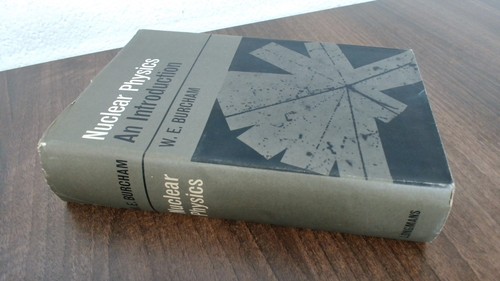 Nuclear Physics
An Introduction
W. E. BURCHAM
E. BURCHAM
Nuclear
Physics
LONGMANS